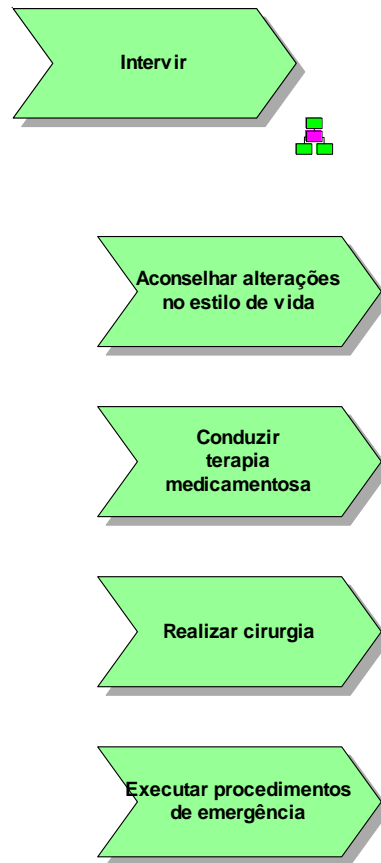 Intervir
Aconselhar alterações
no estilo de vida
Conduzir
terapia
medicamentosa
Realizar cirurgia
Executar procedimentos
de emergência